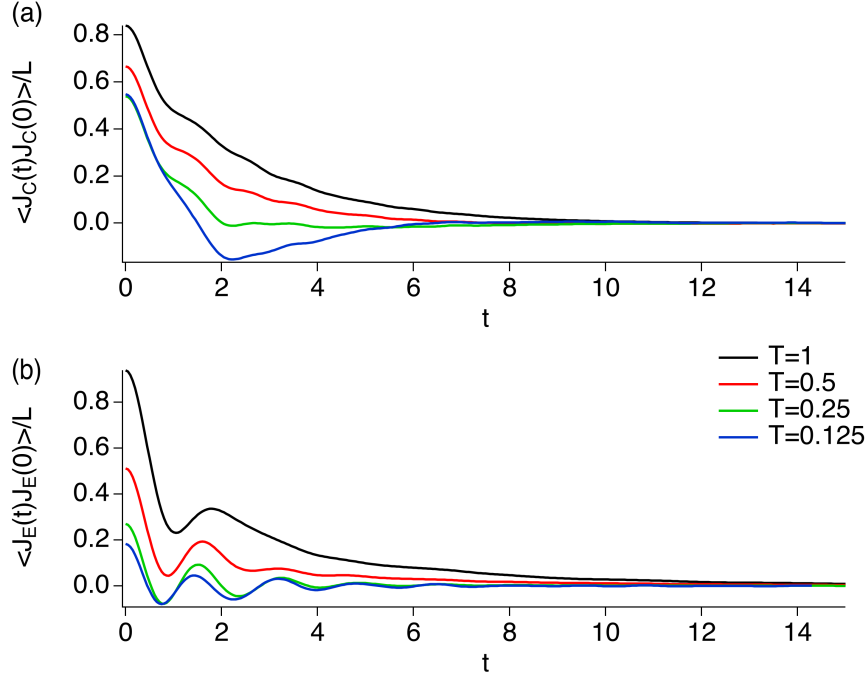 (a)
<J_C(t)J_C(0)>/L
0.8
0.6
0.4
0.2
0.0
0 2 4 6 8 10 12 14
t
(b)
<J_E(t)J_E(0)>/L
0.8
0.6
0.4
0.2
0.0
0 2 4 6 8 10 12 14
t
T=1
T=0.5
T=0.25
T=0.125